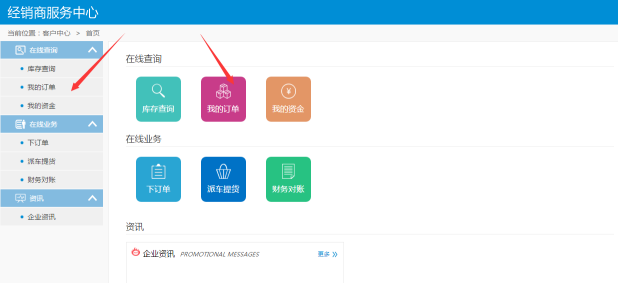 经销商服务中心
当前位置：客户中心 > 首页
在线查询
库存查询
我的订单
我的资金
在线业务
下订单
派车提货
财务对账
资讯
企业资讯
在线查询
库存查询 我的订单 我的资金
在线业务
下订单 派车提货 财务对账
资讯
企业资讯 PROMOTIONAL MESSAGES 更多